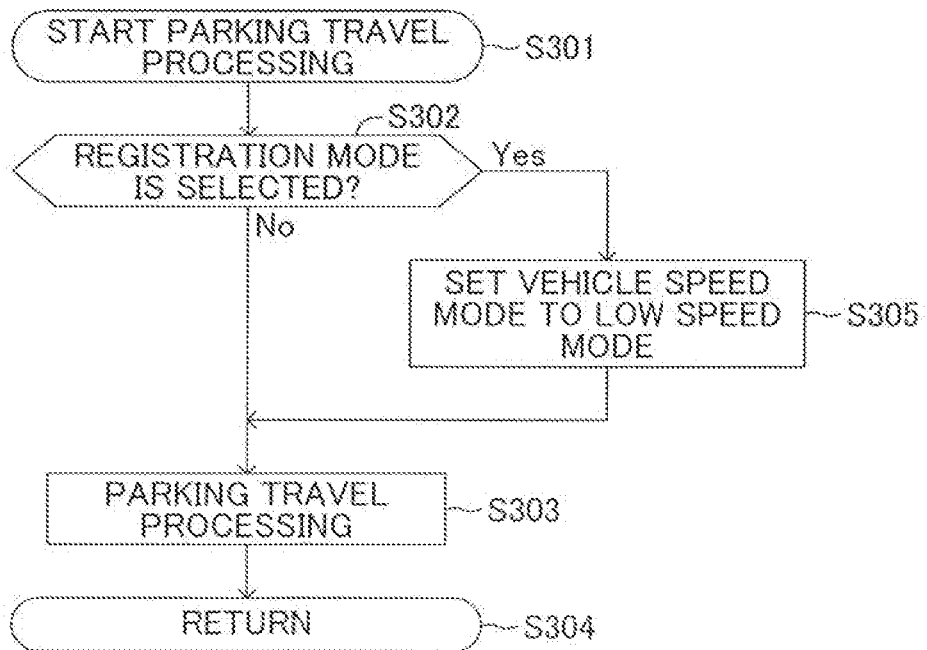 START PARKING TRAVEL
PROCESSING
S301
S302
REGISTRATION MODE
IS SELECTED?
Yes
No
SET VEHICLE SPEED
MODE TO LOW SPEED
MODE
S305
PARKING TRAVEL
PROCESSING
S303
RETURN
S304